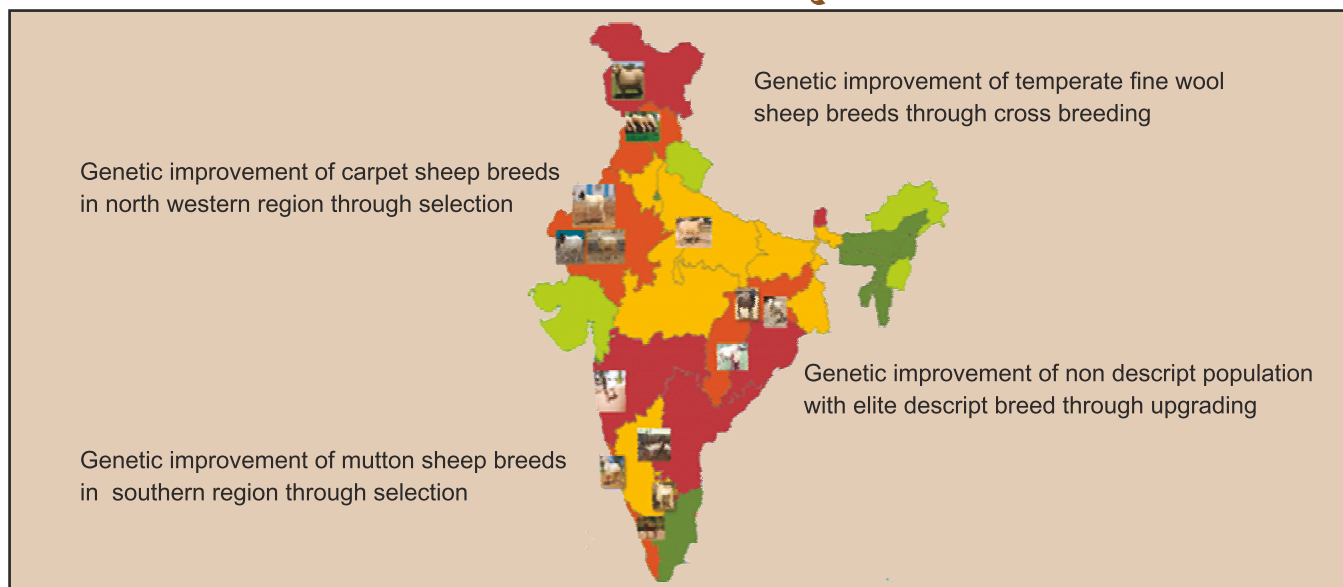 Genetic improvement of temperate fine wool
sheep breeds through cross breeding
Genetic improvement of carpet sheep breeds
in north western region through selection
Genetic improvement of non descript population
with elite descript breed through upgrading
Genetic improvement of mutton sheep breeds
in  southern region through selection